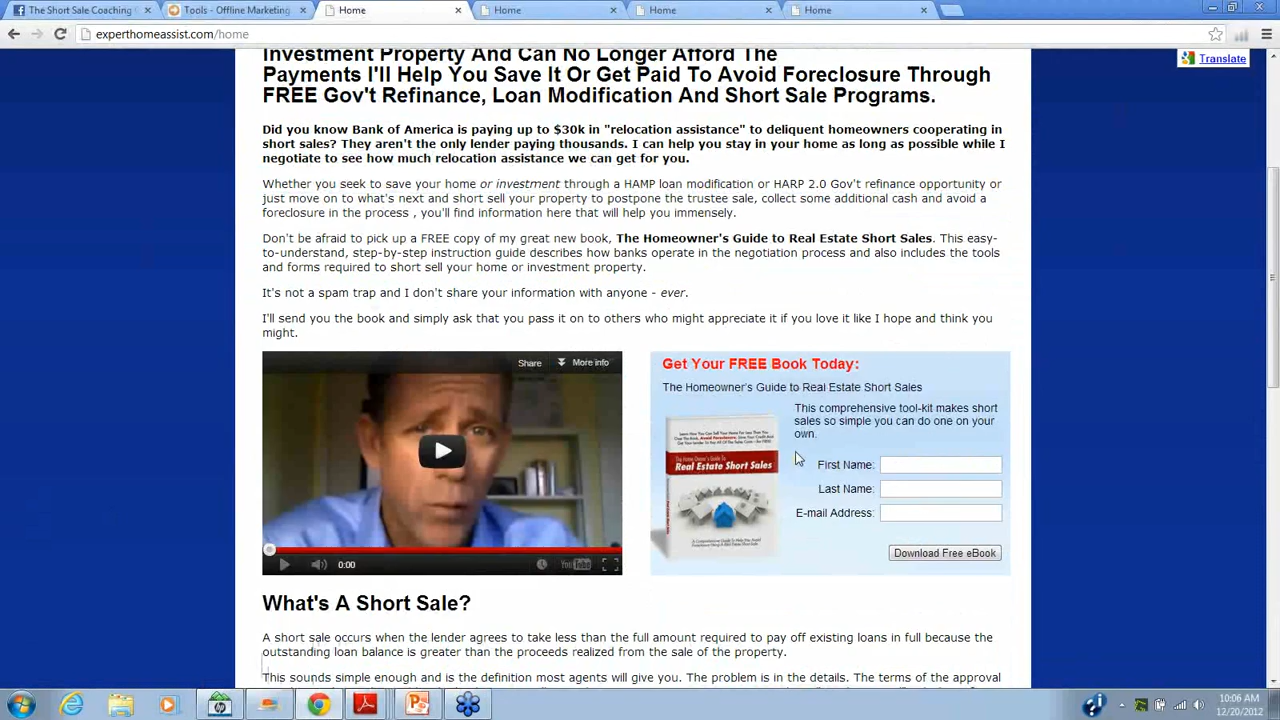 The Short Sale Coaching
Tools - Offline Marketing
Home
Home
Home
Home
experthomeassist.com/home
Translate
Investment Property And Can No Longer Afford The
Payments I'll Help You Save It Or Get Paid To Avoid Foreclosure Through
FREE Gov't Refinance, Loan Modification And Short Sale Programs.
Did you know Bank of America is paying up to $30k in "relocation assistance" to deliquent homeowners cooperating in
short sales? They aren't the only lender paying thousands. I can help you stay in your home as long as possible while I
negotiate to see how much relocation assistance we can get for you.
Whether you seek to save your home or investment through a HAMP loan modification or HARP 2.0 Gov't refinance opportunity or
just move on to what's next and short sell your property to postpone the trustee sale, collect some additional cash and avoid a
foreclosure in the process , you'll find information here that will help you immensely.
Don't be afraid to pick up a FREE copy of my great new book, The Homeowner's Guide to Real Estate Short Sales. This easy-
to-understand, step-by-step instruction guide describes how banks operate in the negotiation process and also includes the tools
and forms required to short sell your home or investment property.
It's not a spam trap and I don't share your information with anyone - ever.
I'll send you the book and simply ask that you pass it on to others who might appreciate it if you love it like I hope and think you
might.
Share
More info
0:00
YouTube
Get Your FREE Book Today:
The Homeowner's Guide to Real Estate Short Sales
This comprehensive tool-kit makes short
sales so simple you can do one on your
own.
Real Estate Short Sales
First Name:
Last Name:
E-mail Address:
Download Free eBook
What's A Short Sale?
A short sale occurs when the lender agrees to take less than the full amount required to pay off existing loans in full because the
outstanding loan balance is greater than the proceeds realized from the sale of the property.
This sounds simple enough and is the definition most agents will give you. The problem is in the details. The terms of the approval
10:06 AM
12/20/2012